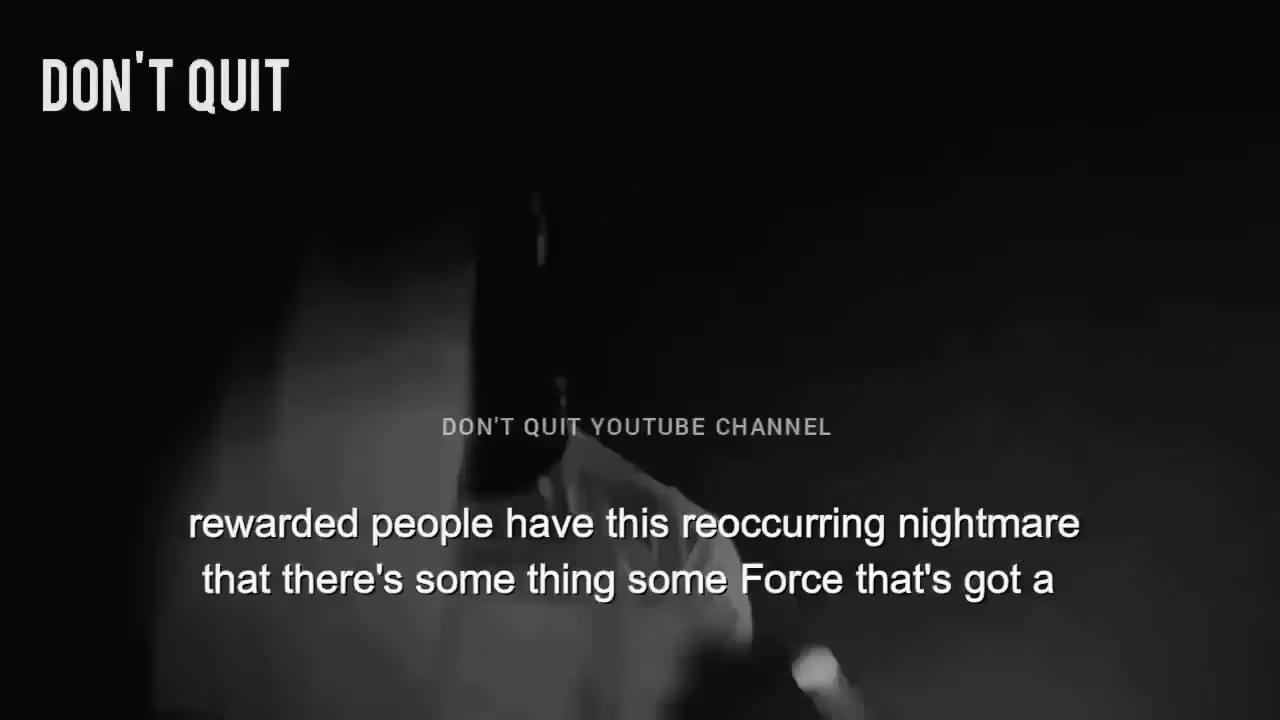 DON'T QUIT
DON'T QUIT YOUTUBE CHANNEL
rewarded people have this reoccurring nightmare
that there's some thing some Force that's got a